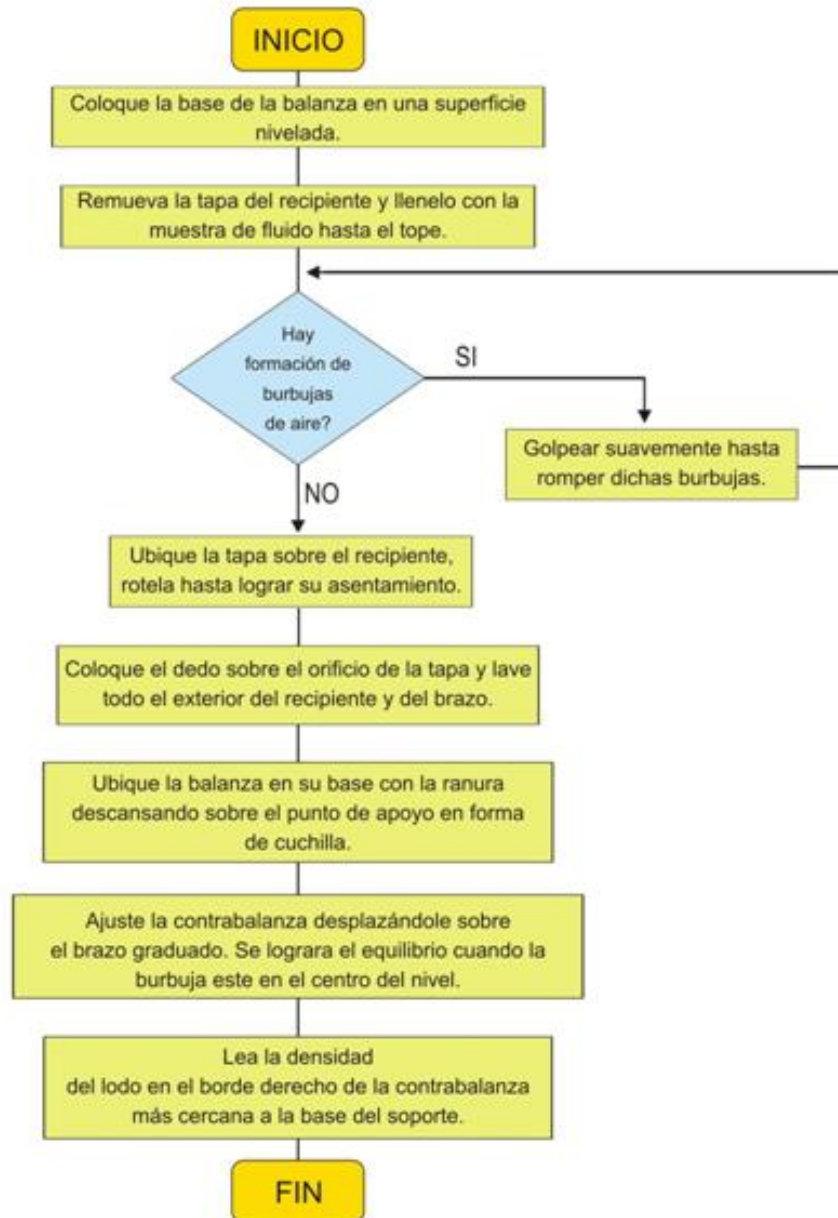 INICIO
Coloque la base de la balanza en una superficie
nivelada.
Remueva la tapa del recipiente y llenelo con la
muestra de fluido hasta el tope.
Hay
formación de
burbujas
de aire?
SI
Golpear suavemente hasta
romper dichas burbujas.
NO
Ubique la tapa sobre el recipiente,
rotela hasta lograr su asentamiento.
Coloque el dedo sobre el orificio de la tapa y lave
todo el exterior del recipiente y del brazo.
Ubique la balanza en su base con la ranura
descansando sobre el punto de apoyo en forma
de cuchilla.
Ajuste la contrabalanza desplazándole sobre
el brazo graduado. Se lograra el equilibrio cuando la
burbuja este en el centro del nivel.
Lea la densidad
del lodo en el borde derecho de la contrabalanza
más cercana a la base del soporte.
FIN